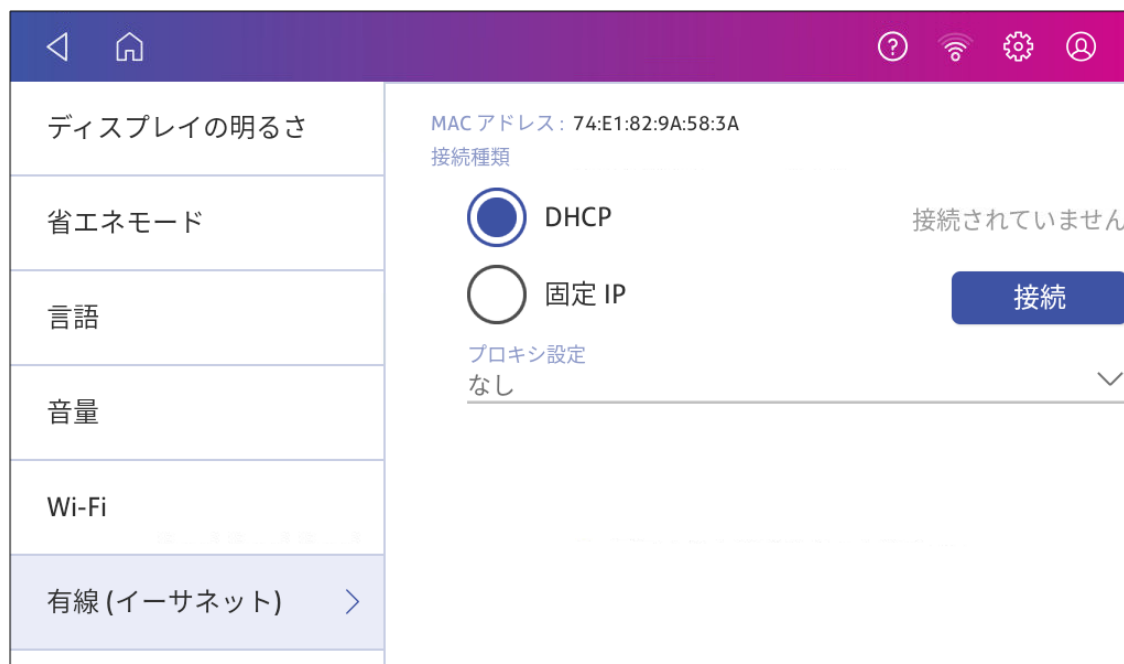 ディスプレイの明るさ
省エネモード
言語
音量
Wi-Fi
有線 (イーサネット)
MAC アドレス : 74:E1:82:9A:58:3A
接続種類
DHCP
接続されていません
固定 IP
接続
プロキシ設定
なし